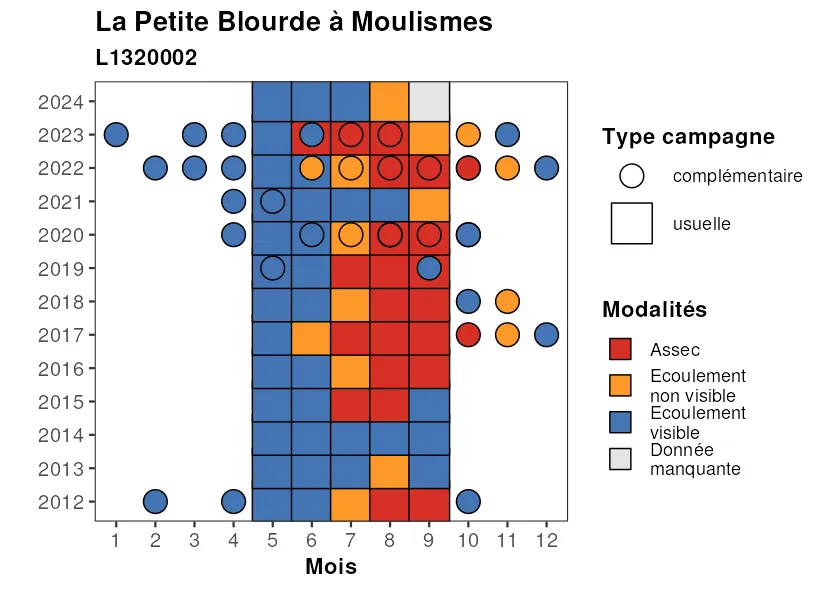 La Petite Blourde à Moulismes
L1320002
2024
2023
2022
2021
2020
2019
2018
2017
2016
2015
2014
2013
2012
1 2 3 4 5 6 7 8 9 10 11 12
Mois
Type campagne
complémentaire
usuelle
Modalités
Assec
Ecoulement
non visible
Ecoulement
visible
Donnée
manquante